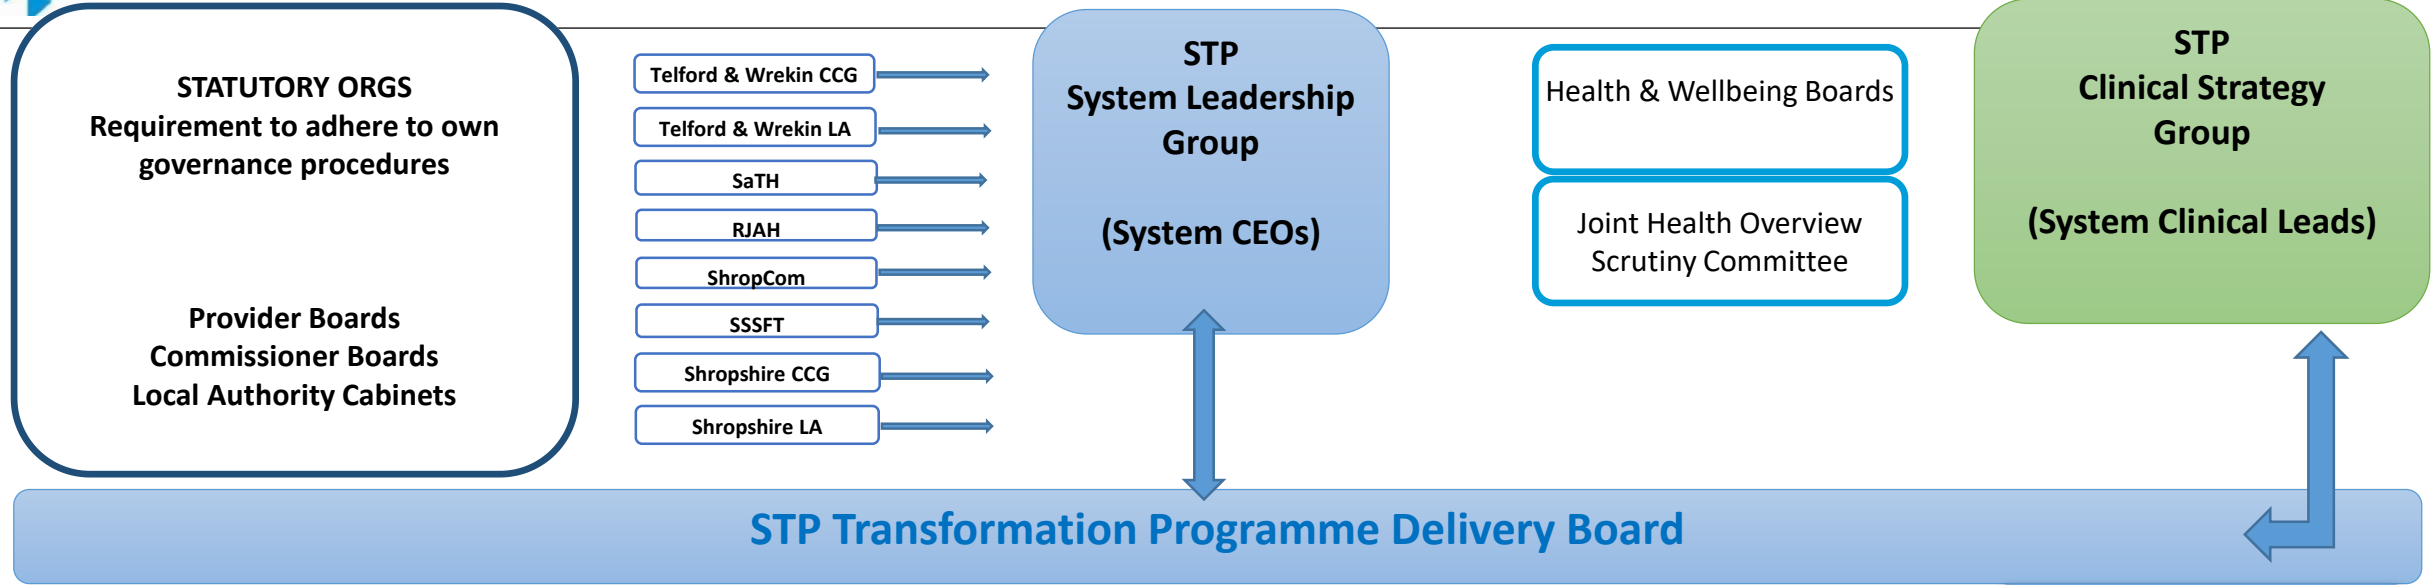 STATUTORY ORGS
Requirement to adhere to own
governance procedures
Provider Boards
Commissioner Boards
Local Authority Cabinets
Telford & Wrekin CCG
Telford & Wrekin LA
SaTH
RJAH
ShropCom
SSSFT
Shropshire CCG
Shropshire LA
STP
System Leadership
Group
(System CEOs)
Health & Wellbeing Boards
Joint Health Overview
Scrutiny Committee
STP
Clinical Strategy
Group
(System Clinical Leads)
STP Transformation Programme Delivery Board